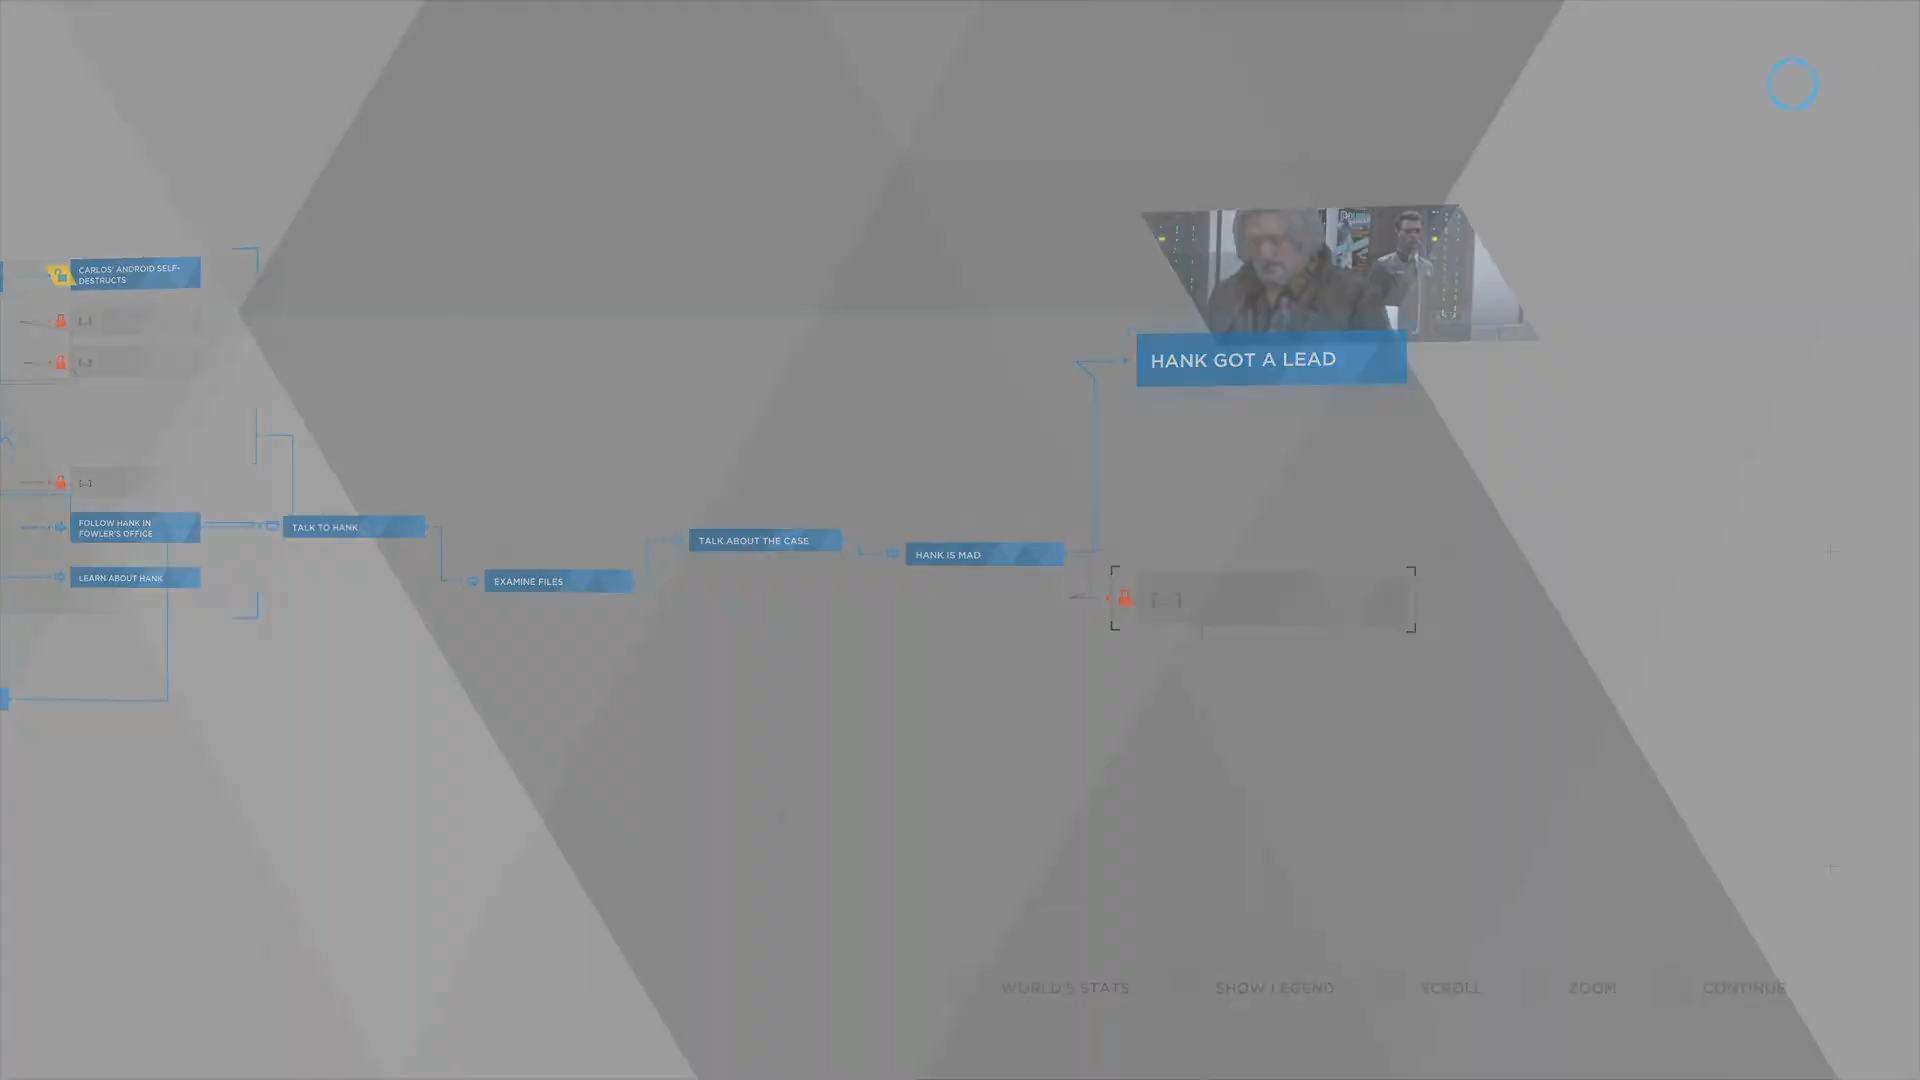 CARLOS' ANDROID SELF-
DESTRUCTS
[...]
[...]
HANK GOT A LEAD
[...]
FOLLOW HANK IN
FOWLER'S OFFICE
TALK TO HANK
TALK ABOUT THE CASE
HANK IS MAD
LEARN ABOUT HANK
EXAMINE FILES
[...]
WORLD'S STATS
SHOW LEGEND
SCROLL
ZOOM
CONTINUE